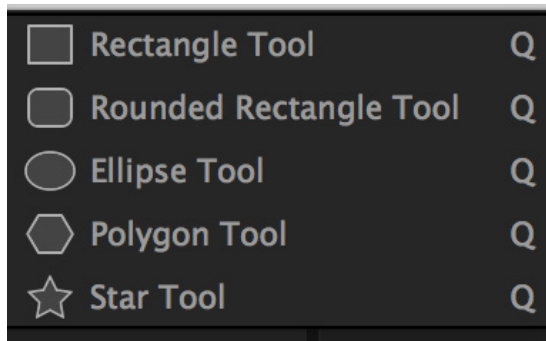 Rectangle Tool Q
Rounded Rectangle Tool Q
Ellipse Tool Q
Polygon Tool Q
Star Tool Q